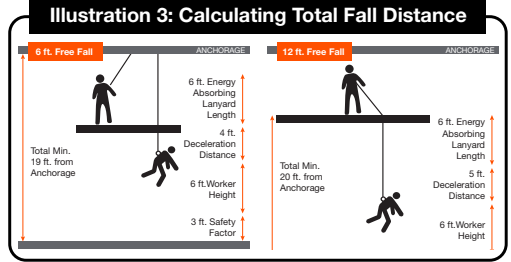 Illustration 3: Calculating Total Fall Distance
6 ft. Free Fall
ANCHORAGE
6 ft. Energy
Absorbing
Lanyard
Length
4 ft.
Deceleration
Distance
Total Min.
19 ft. from
Anchorage
6 ft.Worker
Height
3 ft. Safety
Factor
12 ft. Free Fall
ANCHORAGE
6 ft. Energy
Absorbing
Lanyard
Length
Total Min.
20 ft. from
Anchorage
5 ft.
Deceleration
Distance
6 ft.Worker
Height